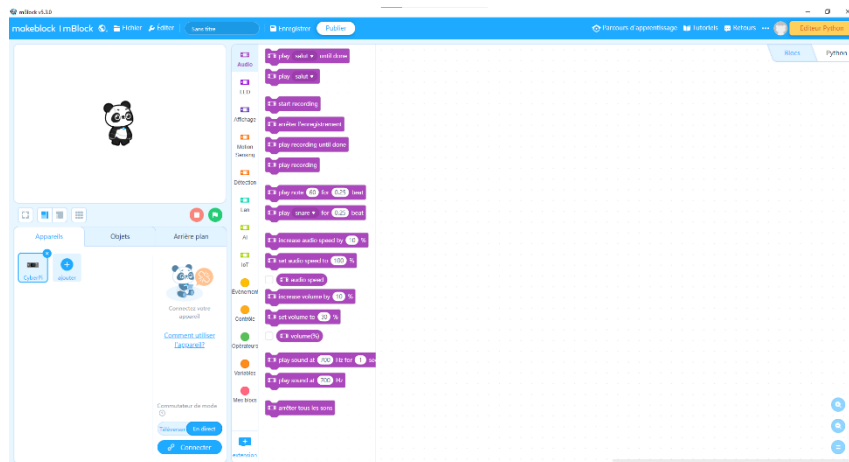 mBlock v5.3.0
makeblock | mBlock Fichier Éditer Sans titre Enregistrer Publier Parcours d'apprentissage Tutoriels Retours Éditeur Python
Blocs Python
Audio
LED
Affichage
Motion Sensing
Détection
Lan
AI
IoT
Événement
Contrôle
Opérateurs
Variables
Mes blocs
extension
play salut until done
play salut
start recording
arrêter l'enregistrement
play recording until done
play recording
play note 60 for 0.25 beat
play snare for 0.25 beat
increase audio speed by 10 %
set audio speed to 100 %
audio speed
increase volume by 10 %
set volume to 30 %
volume(%)
play sound at 700 Hz for 1 sec
play sound at 700 Hz
arrêter tous les sons
Appareils Objets Arrière plan
CyberPi ajouter
Connectez votre
appareil
Comment utiliser
l'appareil?
Commutateur de mode
Téléverser En direct
Connecter